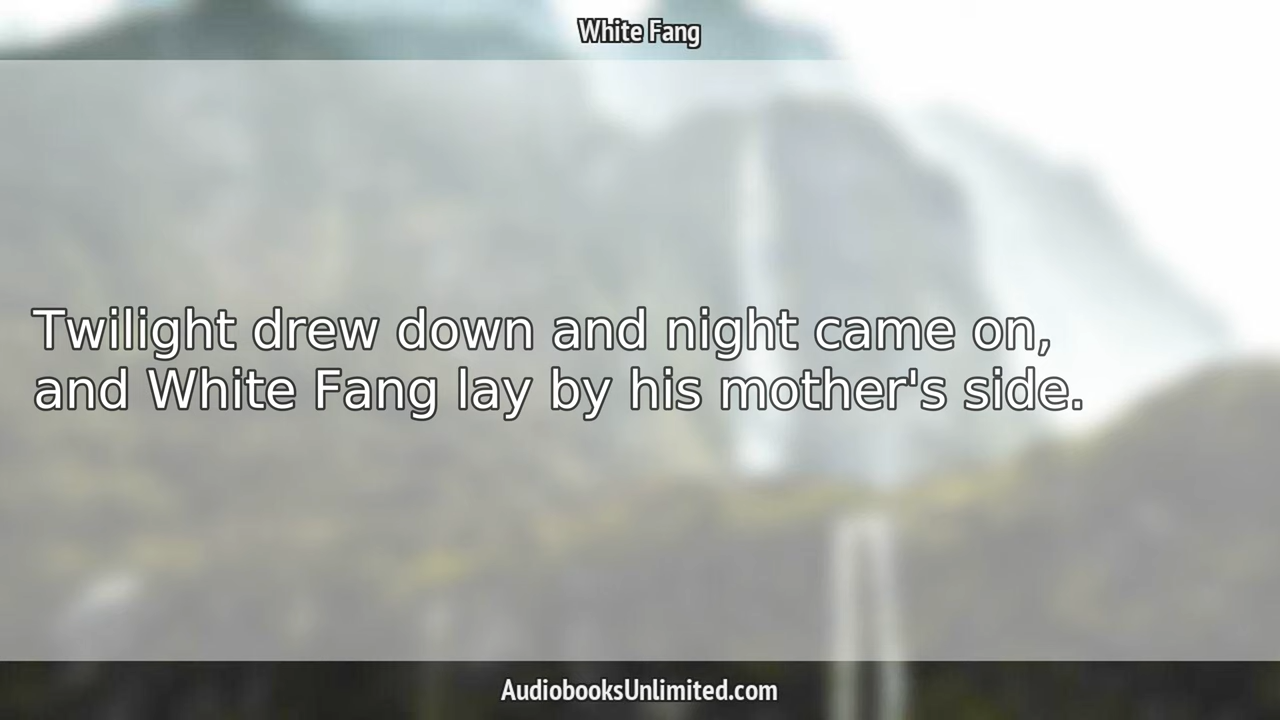 White Fang
Twilight drew down and night came on,
and White Fang lay by his mother's side.
AudiobooksUnlimited.com